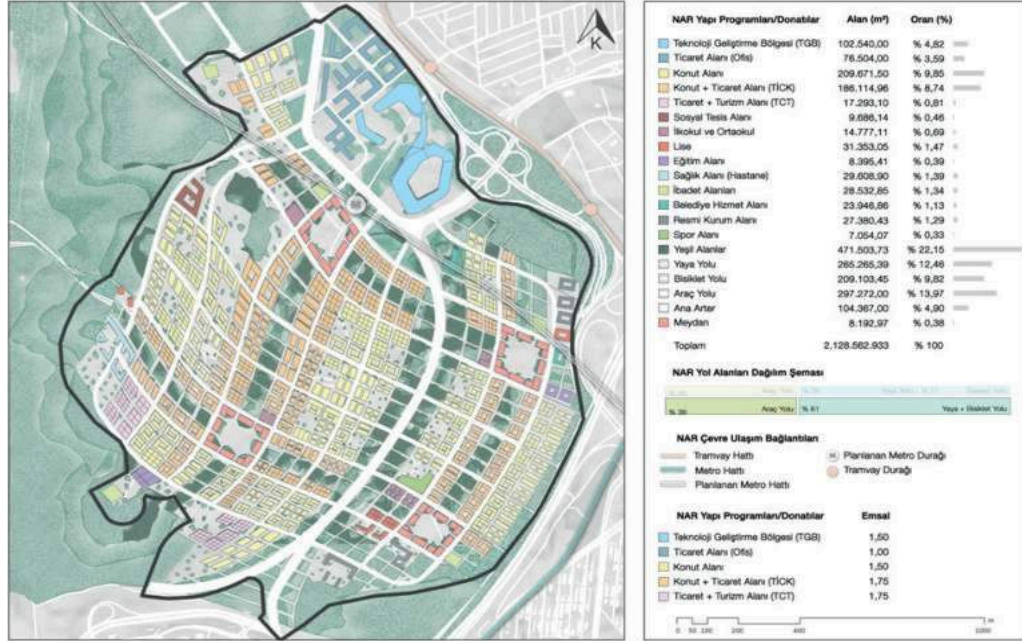 K
M
NAR Yapı Programları/Donatılar Alan (m²) Oran (%)
Teknoloji Geliştirme Bölgesi (TGB) 102.540,00 % 4,82
Ticaret Alanı (Ofis) 76.504,00 % 3,59
Konut Alanı 209.671,50 % 9,85
Konut + Ticaret Alanı (TİCK) 186.114,96 % 8,74
Ticaret + Turizm Alanı (TCT) 17.293,10 % 0,81
Sosyal Tesis Alanı 9.686,14 % 0,46
İlkokul ve Ortaokul 14.777,11 % 0,69
Lise 31.353,05 % 1,47
Eğitim Alanı 8.395,41 % 0,39
Sağlık Alanı (Hastane) 29.608,90 % 1,39
İbadet Alanları 28.532,85 % 1,34
Belediye Hizmet Alanı 23.946,86 % 1,13
Resmi Kurum Alanı 27.380,43 % 1,29
Spor Alanı 7.054,07 % 0,33
Yeşil Alanlar 471.503,73 % 22,15
Yaya Yolu 265.265,39 % 12,46
Bisiklet Yolu 209.103,45 % 9,82
Araç Yolu 297.272,00 % 13,97
Ana Arter 104.367,00 % 4,90
Meydan 8.192,97 % 0,38
Toplam 2,128.562.933 % 100
NAR Yol Alanları Dağılım Şeması
Araç Yolu
% 39 Araç Yolu % 61 Yaya + Bisiklet Yolu
NAR Çevre Ulaşım Bağlantıları
Tramvay Hattı M Planlanan Metro Durağı
Metro Hattı Tramvay Durağı
Planlanan Metro Hattı
NAR Yapı Programları/Donatılar Emsal
Teknoloji Geliştirme Bölgesi (TGB) 1,50
Ticaret Alanı (Ofis) 1,00
Konut Alanı 1,50
Konut + Ticaret Alanı (TİCK) 1,75
Ticaret + Turizm Alanı (TCT) 1,75
0 50 100 200 400 1000 m